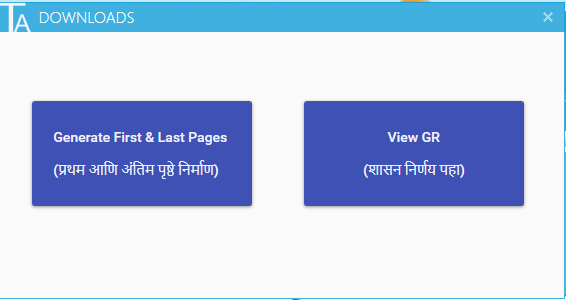 TA DOWNLOADS
Generate First & Last Pages
(प्रथम आणि अंतिम पृष्ठे निर्माण)
View GR
(शासन निर्णय पहा)